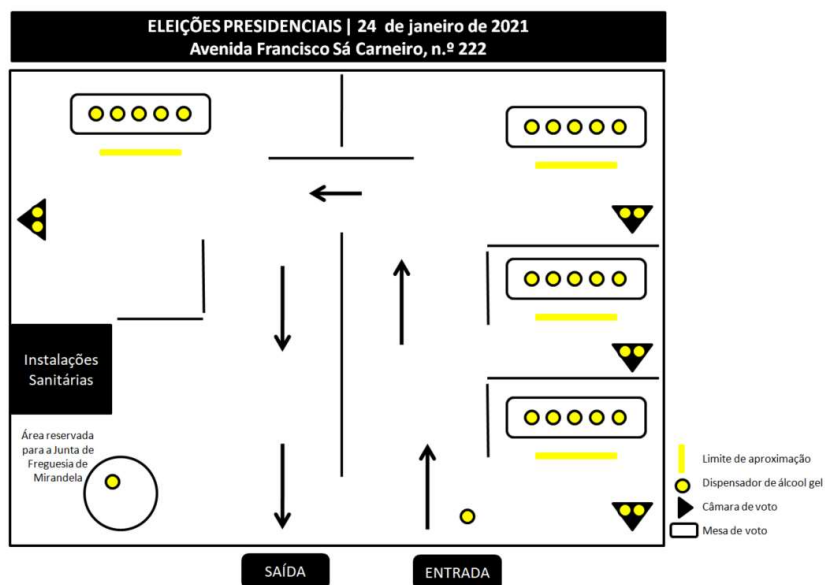 ELEIÇÕES PRESIDENCIAIS | 24 de janeiro de 2021
Avenida Francisco Sá Carneiro, n.º 222
Instalações
Sanitárias
Área reservada
para a Junta de
Freguesia de
Mirandela
Limite de aproximação
Dispensador de álcool gel
Câmara de voto
Mesa de voto
SAÍDA
ENTRADA